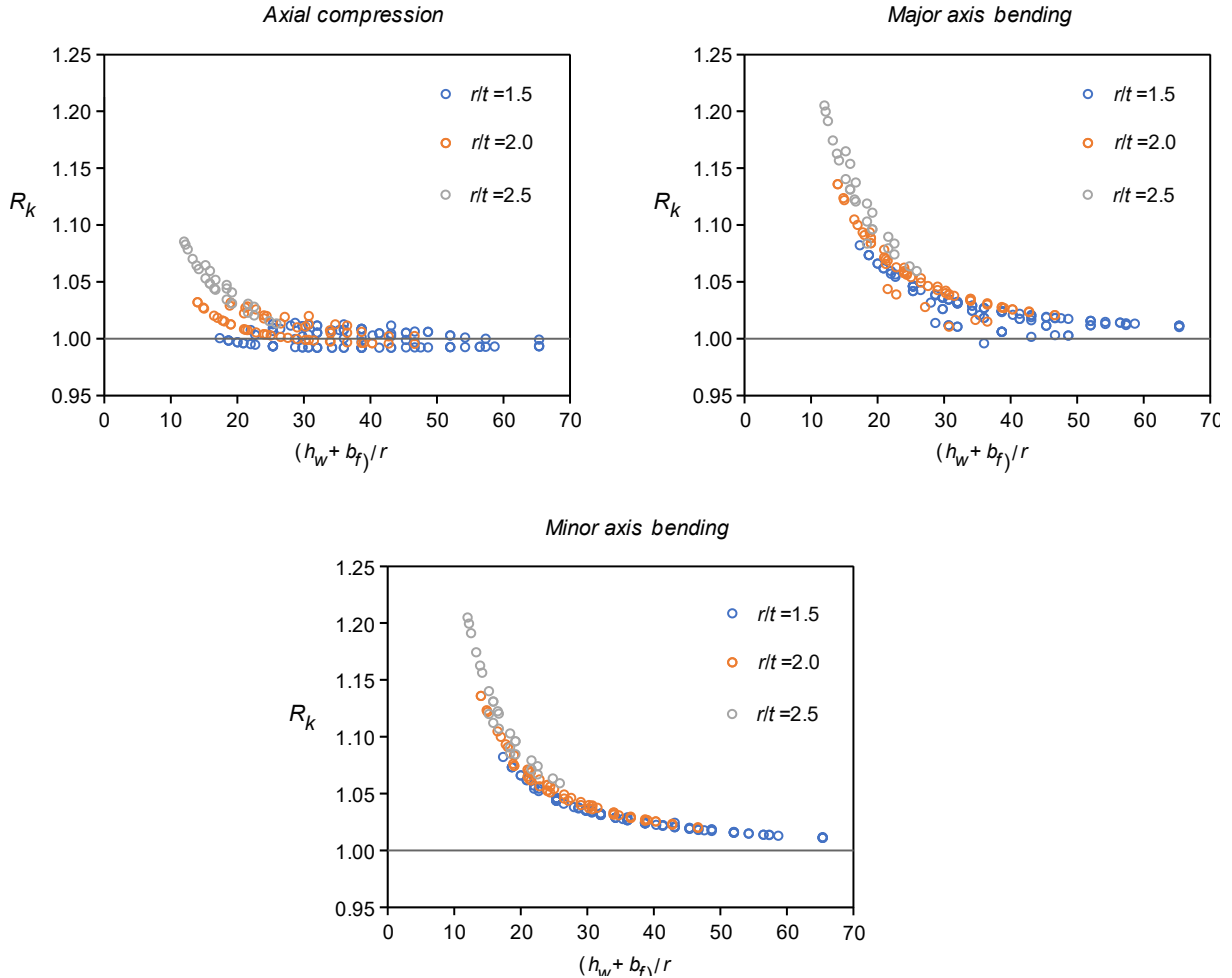 Axial compression
1.25
1.20
1.15
1.10
1.05
1.00
0.95
R_k
r/t =1.5
r/t =2.0
r/t =2.5
0 10 20 30 40 50 60 70
(h_w + b_f)/r
Major axis bending
1.25
1.20
1.15
1.10
1.05
1.00
0.95
R_k
r/t =1.5
r/t =2.0
r/t =2.5
0 10 20 30 40 50 60 70
(h_w + b_f)/r
Minor axis bending
1.25
1.20
1.15
1.10
1.05
1.00
0.95
R_k
r/t =1.5
r/t =2.0
r/t =2.5
0 10 20 30 40 50 60 70
(h_w + b_f)/r